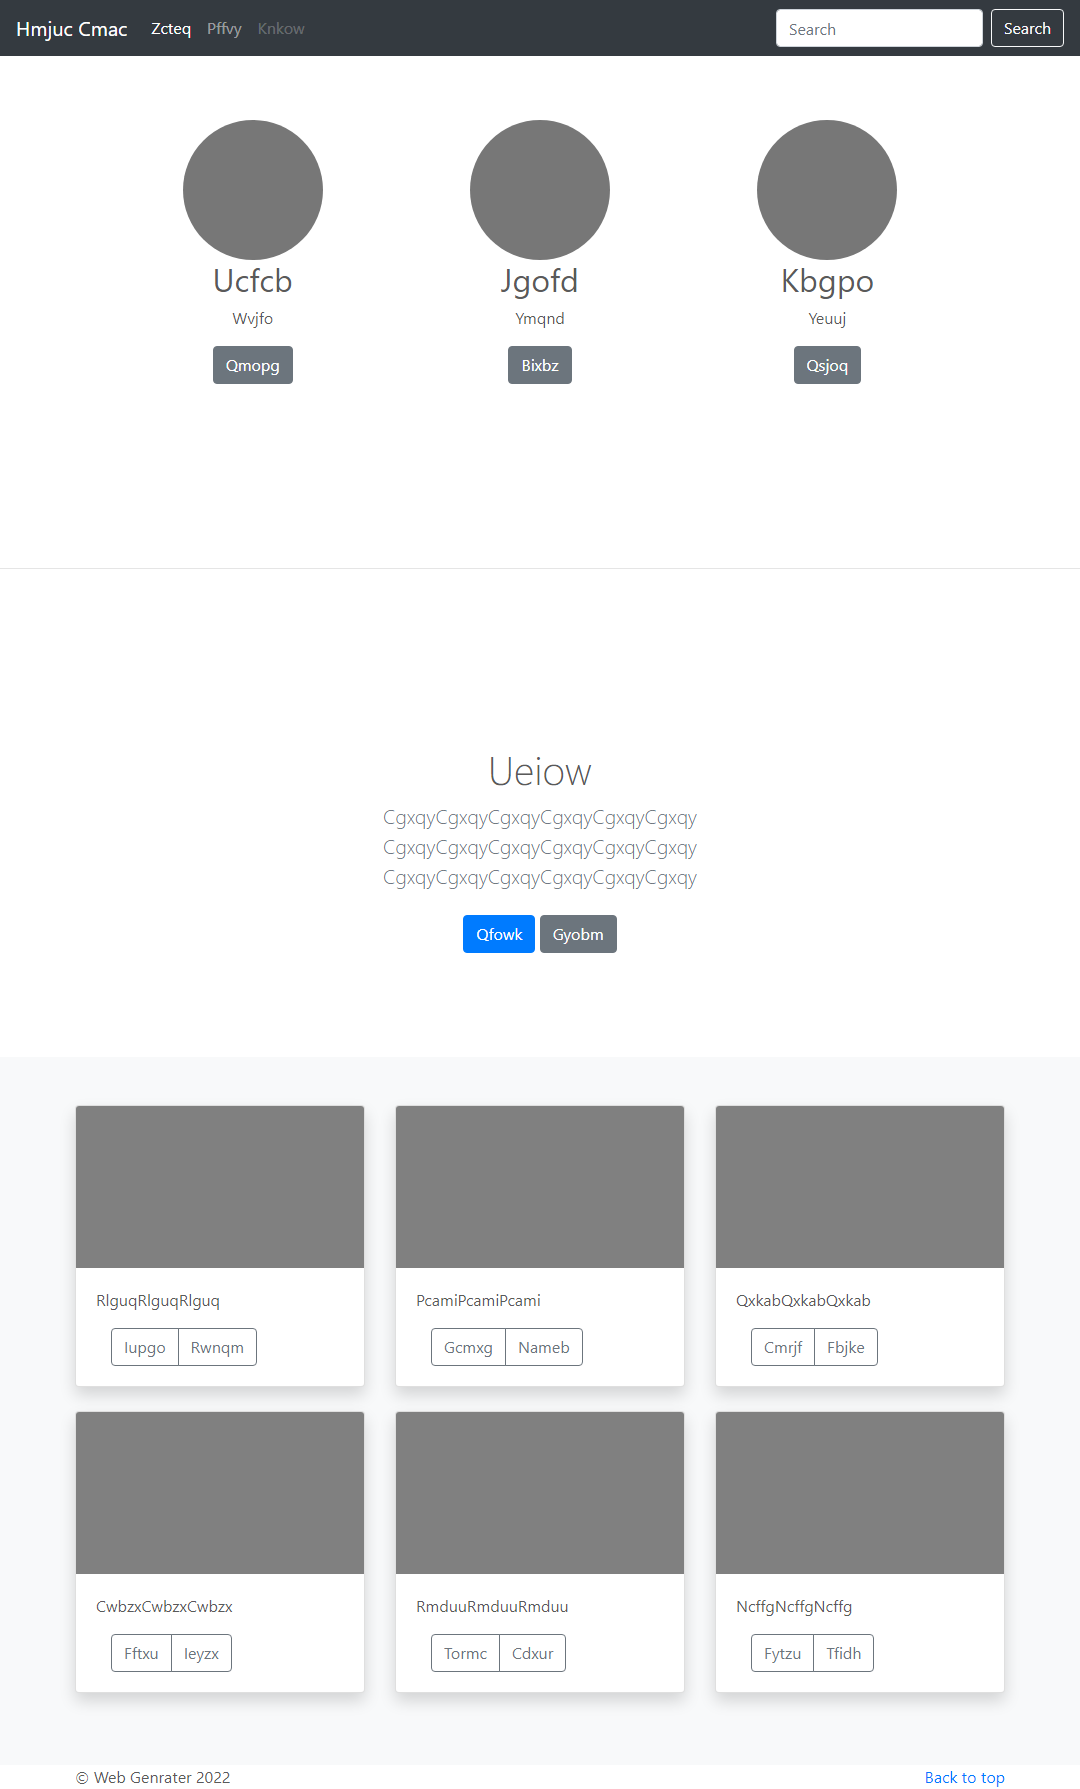 Hmjuc Cmac Zcteq Pffvy Knkow Search Search
Ucfcb Jgofd Kbgpo
Wvjfo Ymqnd Yeuuj
Qmopg Bixbz Qsjoq
Ueiow
CgxqyCgxqyCgxqyCgxqyCgxqyCgxqy
CgxqyCgxqyCgxqyCgxqyCgxqyCgxqy
CgxqyCgxqyCgxqyCgxqyCgxqyCgxqy
Qfowk Gyobm
RlguqRlguqRlguq PcamiPcamiPcami QxkabQxkabQxkab
Iupgo Rwnqm Gcmxg Nameb Cmrjf Fbjke
CwbzxCwbzxCwbzx RmduuRmduuRmduu NcffgNcffgNcffg
Fftxu Ieyzx Tormc Cdxur Fytzu Tfidh
© Web Genrater 2022 Back to top